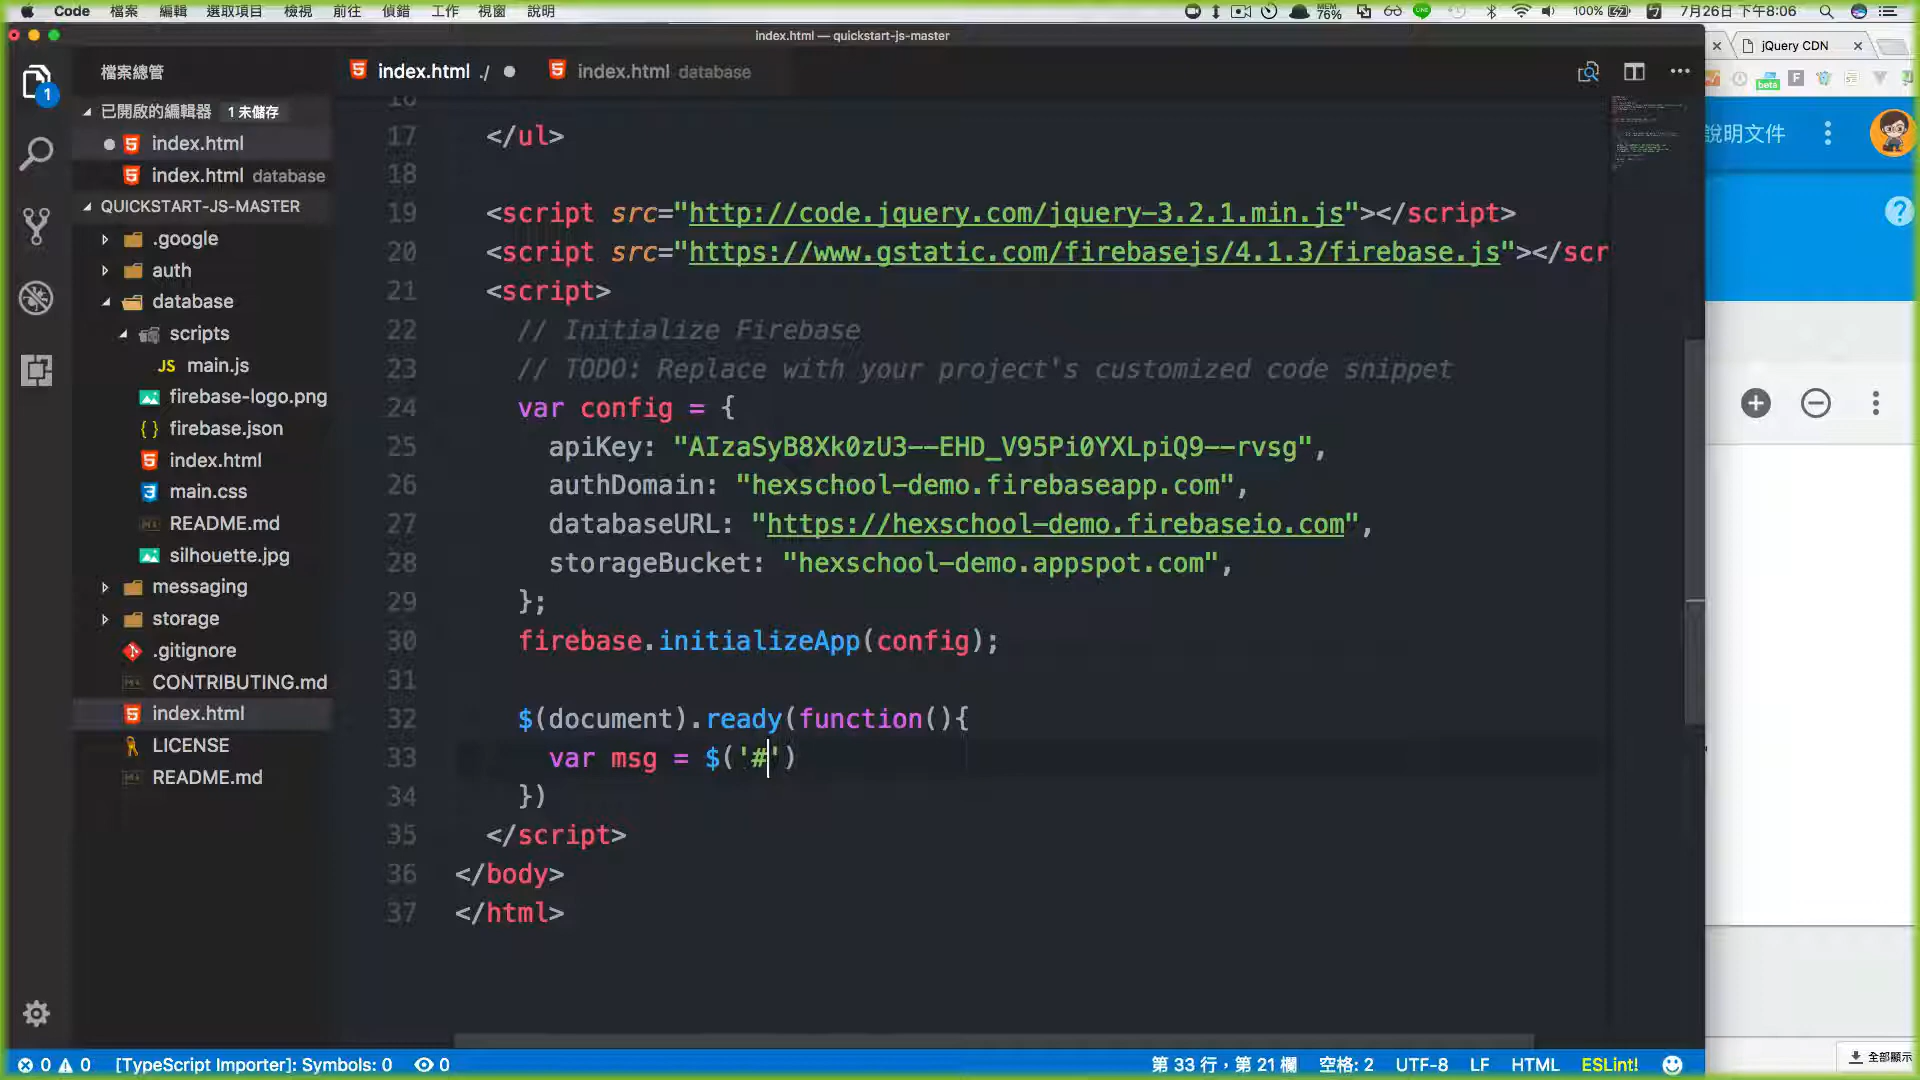 Code 檔案 編輯 選取項目 檢視 前往 偵錯 工作 視窗 說明
MEM 76% 100% 7月26日 下午8:06
index.html — quickstart-js-master
jQuery CDN
檔案總管
index.html ./
index.html database
1
已開啟的編輯器 1 未儲存
index.html
index.html database
QUICKSTART-JS-MASTER
.google
auth
database
scripts
JS main.js
firebase-logo.png
{ } firebase.json
index.html
main.css
README.md
silhouette.jpg
messaging
storage
.gitignore
CONTRIBUTING.md
index.html
LICENSE
README.md
beta
F
說明文件
16
17 </ul>
18
19 <script src="http://code.jquery.com/jquery-3.2.1.min.js"></script>
20 <script src="https://www.gstatic.com/firebasejs/4.1.3/firebase.js"></scr
21 <script>
22 // Initialize Firebase
23 // TODO: Replace with your project's customized code snippet
24 var config = {
25 apiKey: "AIzaSyB8Xk0zU3--EHD_V95Pi0YXLpiQ9--rvsg",
26 authDomain: "hexschool-demo.firebaseapp.com",
27 databaseURL: "https://hexschool-demo.firebaseio.com",
28 storageBucket: "hexschool-demo.appspot.com",
29 };
30 firebase.initializeApp(config);
31
32 $(document).ready(function(){
33 var msg = $('#')
34 })
35 </script>
36 </body>
37 </html>
0 0 [TypeScript Importer]: Symbols: 0 0
第 33 行，第 21 欄 空格: 2 UTF-8 LF HTML ESLint!
全部顯示